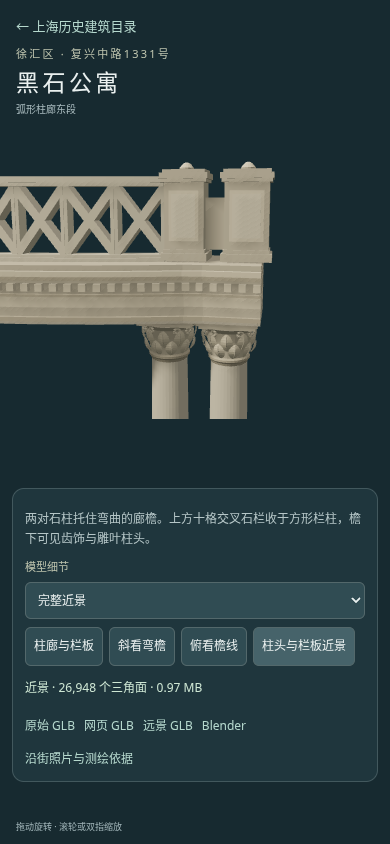 ← 上海历史建筑目录
徐汇区 · 复兴中路1331号
黑石公寓
弧形柱廊东段
两对石柱托住弯曲的廊檐。上方十格交叉石栏收于方形栏柱，檐
下可见齿饰与雕叶柱头。
模型细节
完整近景
柱廊与栏板 斜看弯檐 俯看檐线 柱头与栏板近景
近景 · 26,948 个三角面 · 0.97 MB
原始 GLB 网页 GLB 远景 GLB Blender
沿街照片与测绘依据
拖动旋转 · 滚轮或双指缩放